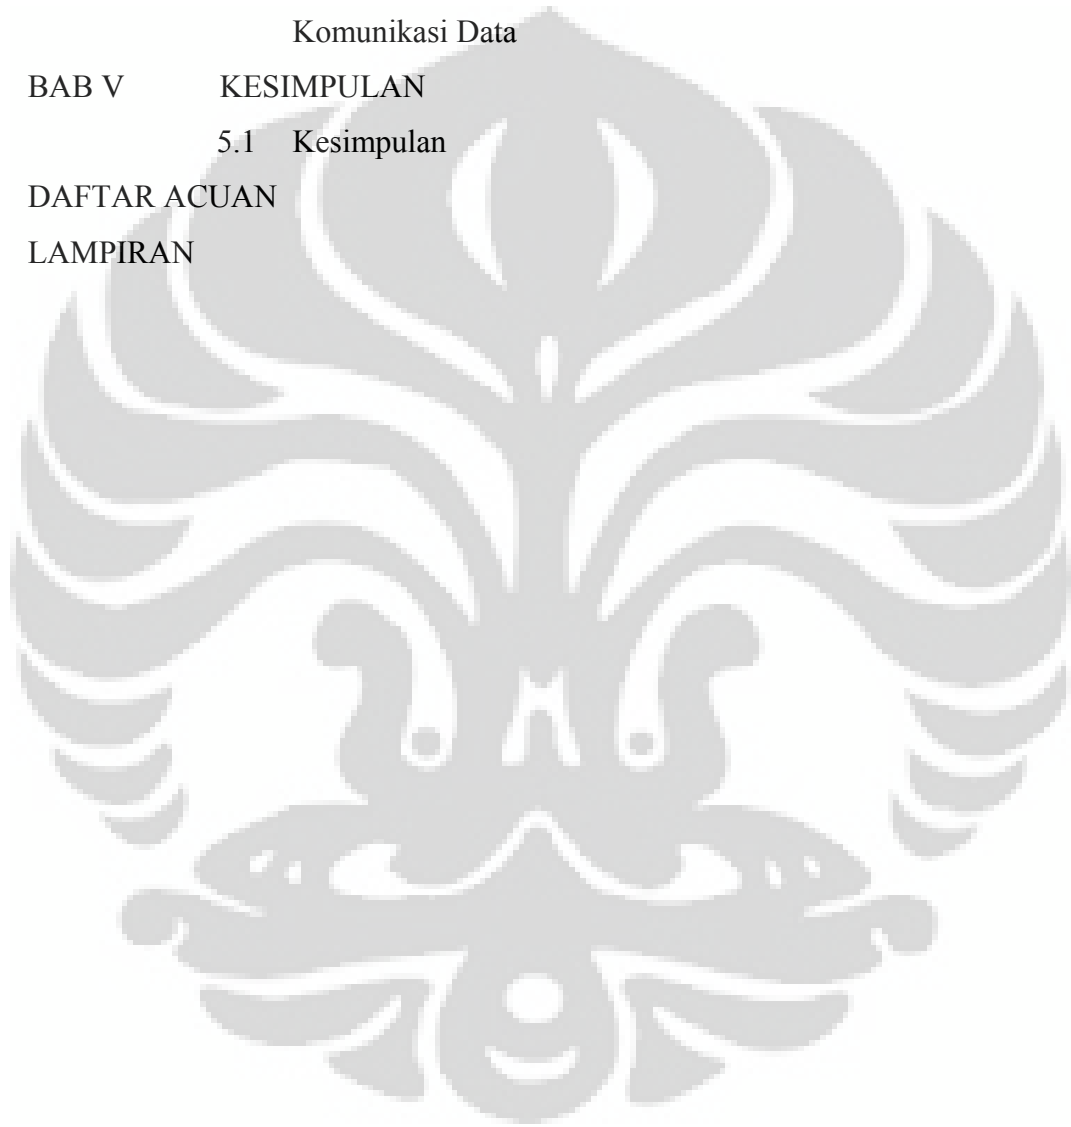 Komunikasi Data
BAB V KESIMPULAN
5.1 Kesimpulan
DAFTAR ACUAN
LAMPIRAN